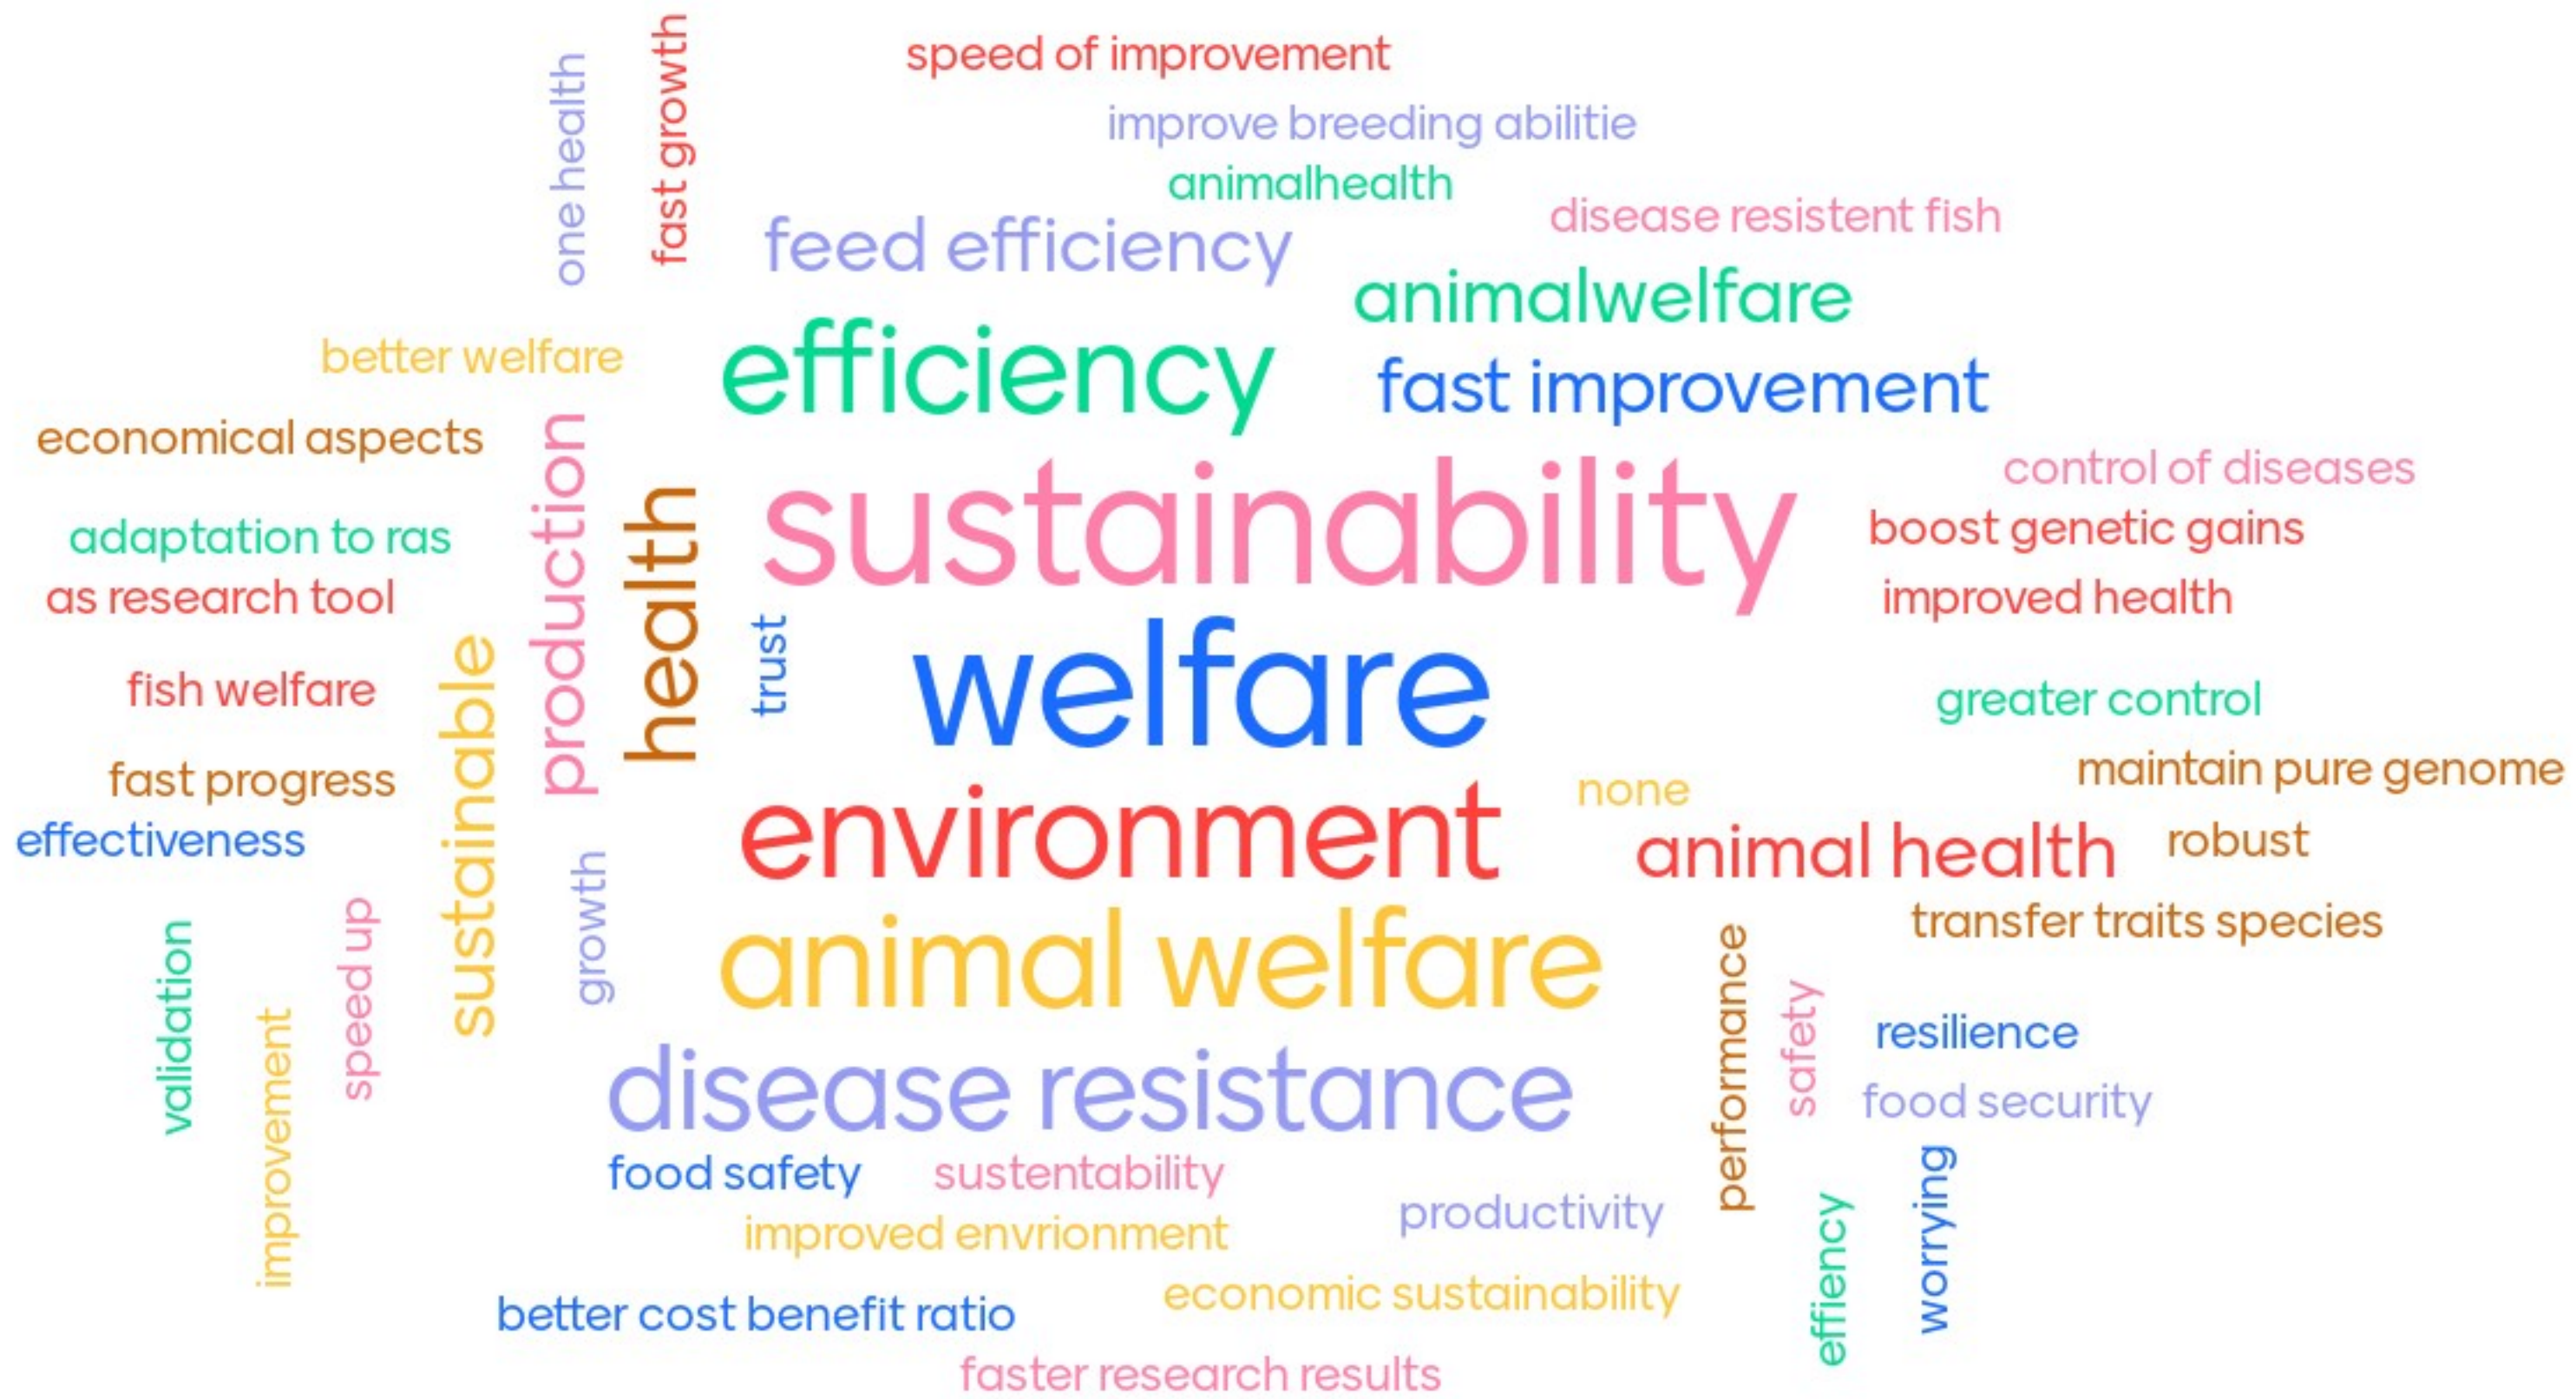 one health
fast growth
speed of improvement
improve breeding abilitie
animalhealth
disease resistent fish
feed efficiency
animalwelfare
better welfare
efficiency
fast improvement
economical aspects
production
health
sustainability
control of diseases
boost genetic gains
adaptation to ras
as research tool
improved health
trust
welfare
fish welfare
sustainable
greater control
fast progress
none
maintain pure genome
effectiveness
environment
animal health
robust
growth
animal welfare
transfer traits species
validation
improvement
speed up
performance
safety
resilience
disease resistance
food security
food safety
sustentability
productivity
improved envrionment
effiency
worrying
economic sustainability
better cost benefit ratio
faster research results